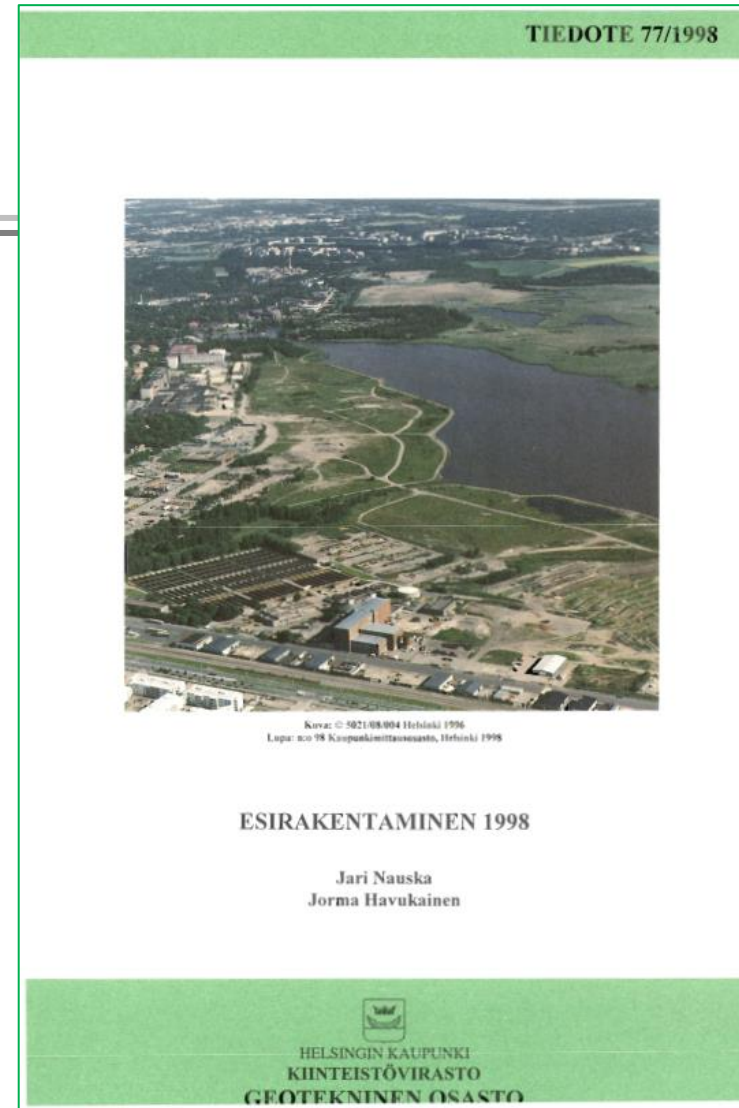 TIEDOTE 77/1998
Kuva: © 5021/08/004 Helsinki 1996
Lupa: n:o 98 Kaupunkimittausosasto, Helsinki 1998
ESIRAKENTAMINEN 1998
Jari Nauska
Jorma Havukainen
HELSINGIN KAUPUNKI
KIINTEISTÖVIRASTO
GEOTEKNINEN OSASTO